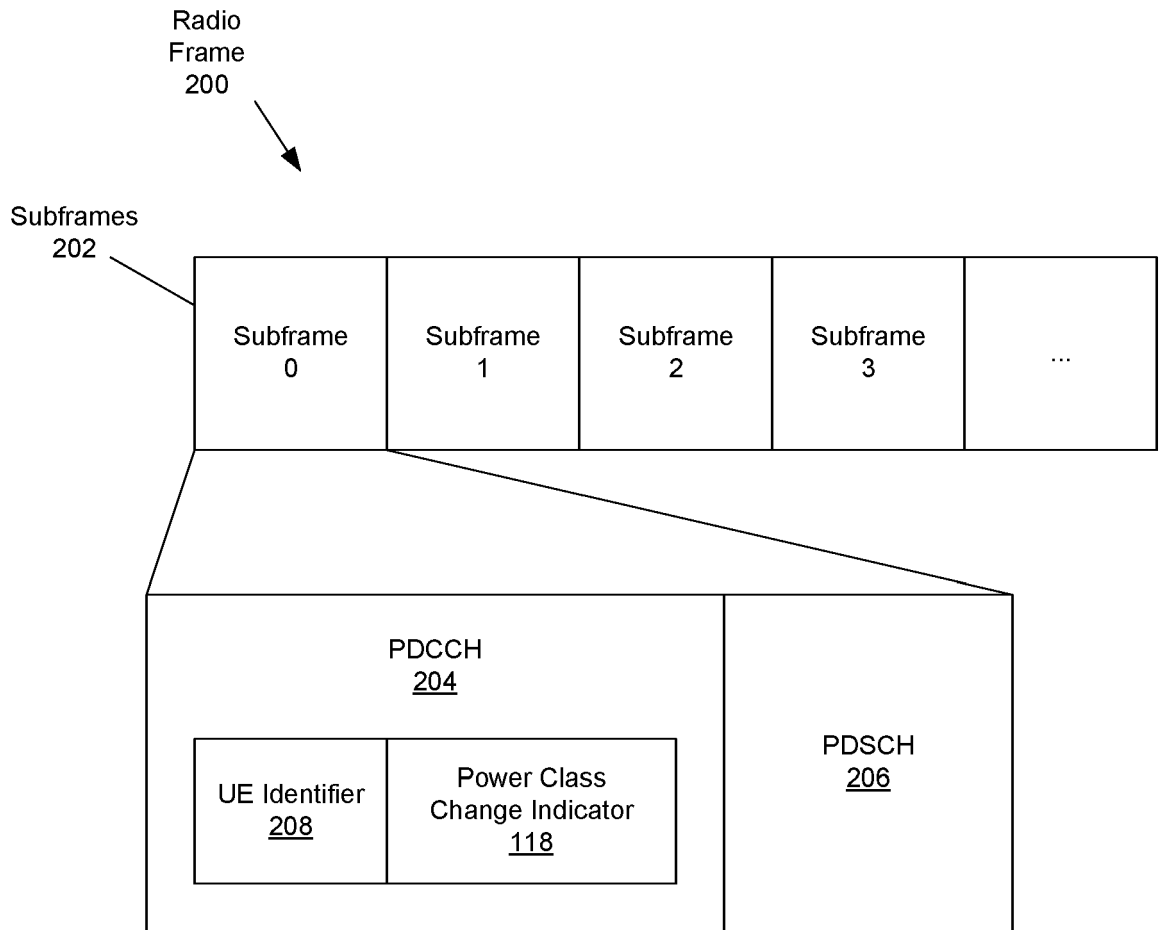 Radio
Frame
200
Subframes
202
Subframe
0
Subframe
1
Subframe
2
Subframe
3
...
PDCCH
204
UE Identifier
208
Power Class
Change Indicator
118
PDSCH
206